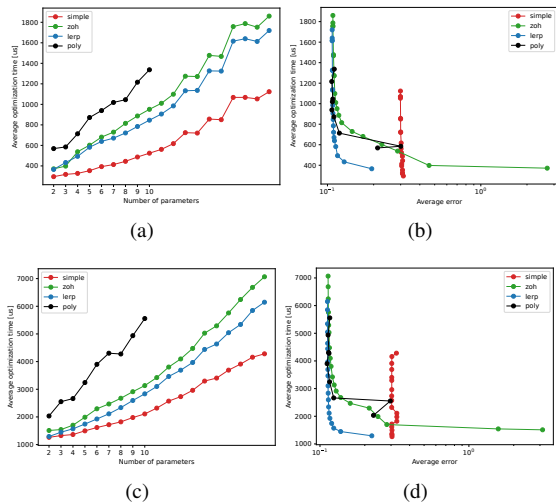 simple
zoh
lerp
poly
Average optimization time [us]
1800
1600
1400
1200
1000
800
600
400
2 3 4 5 6 7 8 9 10
Number of parameters
(a)
simple
zoh
lerp
poly
Average optimization time [us]
1800
1600
1400
1200
1000
800
600
400
10⁻¹ 10⁰
Average error
(b)
simple
zoh
lerp
poly
Average optimization time [us]
7000
6000
5000
4000
3000
2000
1000
2 3 4 5 6 7 8 9 10
Number of parameters
(c)
simple
zoh
lerp
poly
Average optimization time [us]
7000
6000
5000
4000
3000
2000
1000
10⁻¹ 10⁰
Average error
(d)